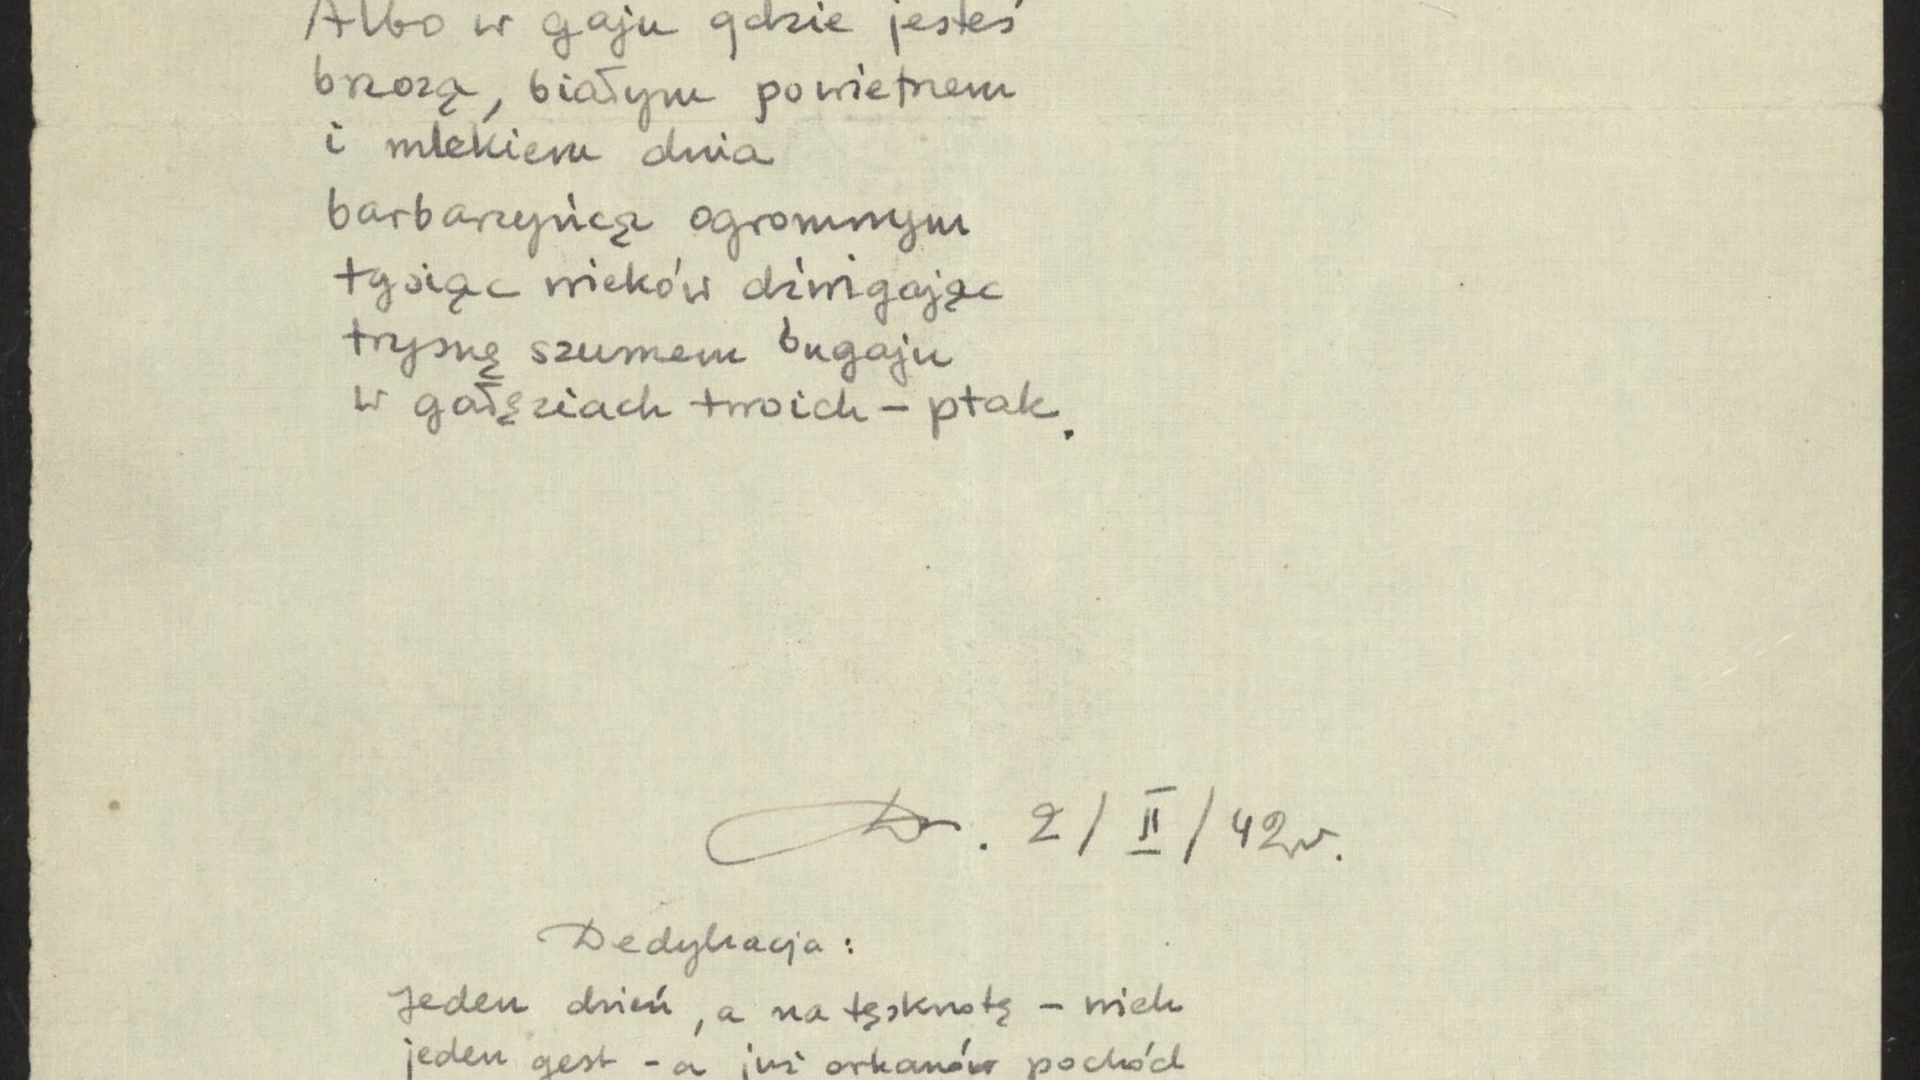 Albo w gaju gdzie jesteś
brzozą, białym powietrzem
i mlekiem dnia
barbarzyńcą ogromnym
tysiąc wieków dźwigając
trysnę szumem bugaju
w gałęziach twoich – ptak.
2/II/42r.
Dedykacja:
Jeden dzień, a na tęsknotę – wiek
jeden gest – a już orkanów pochód